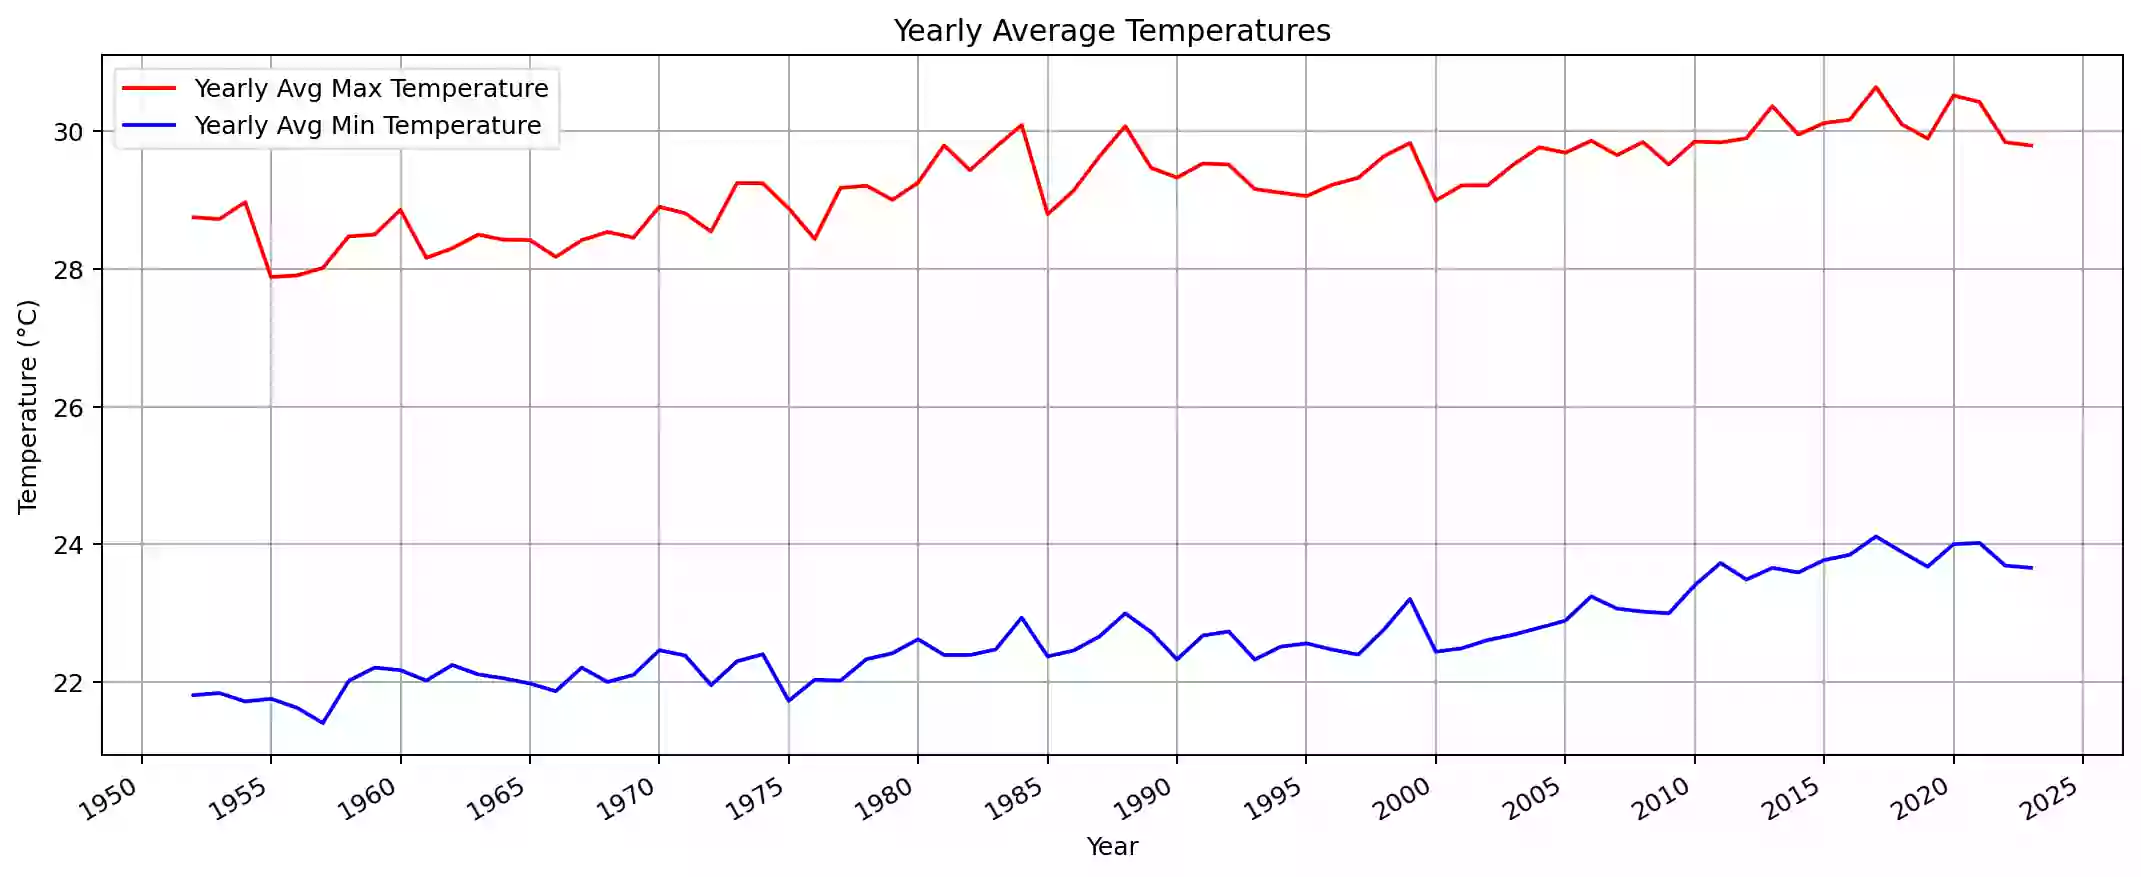 Yearly Average Temperatures
Yearly Avg Max Temperature
Yearly Avg Min Temperature
30
28
26
24
22
Temperature (°C)
1950 1955 1960 1965 1970 1975 1980 1985 1990 1995 2000 2005 2010 2015 2020 2025
Year